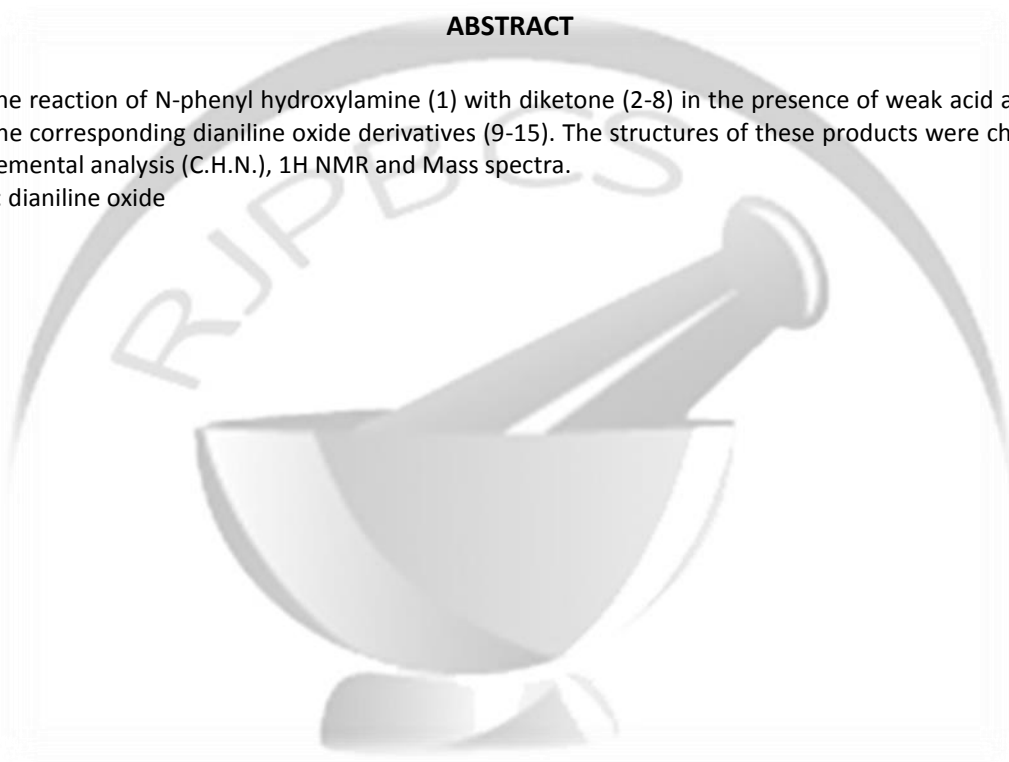 ABSTRACT
ne reaction of N-phenyl hydroxylamine (1) with diketone (2-8) in the presence of weak acid a
ne corresponding dianiline oxide derivatives (9-15). The structures of these products were ch
emental analysis (C.H.N.), 1H NMR and Mass spectra.
: dianiline oxide
RJPBCS